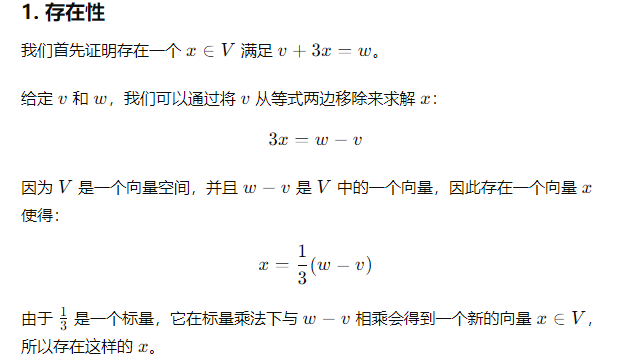 1. 存在性
我们首先证明存在一个 x ∈ V 满足 v + 3x = w。
给定 v 和 w，我们可以通过将 v 从等式两边移除来求解 x：
3x = w − v
因为 V 是一个向量空间，并且 w − v 是 V 中的一个向量，因此存在一个向量 x
使得：
x = 1/3 (w − v)
由于 1/3 是一个标量，它在标量乘法下与 w − v 相乘会得到一个新的向量 x ∈ V，
所以存在这样的 x。